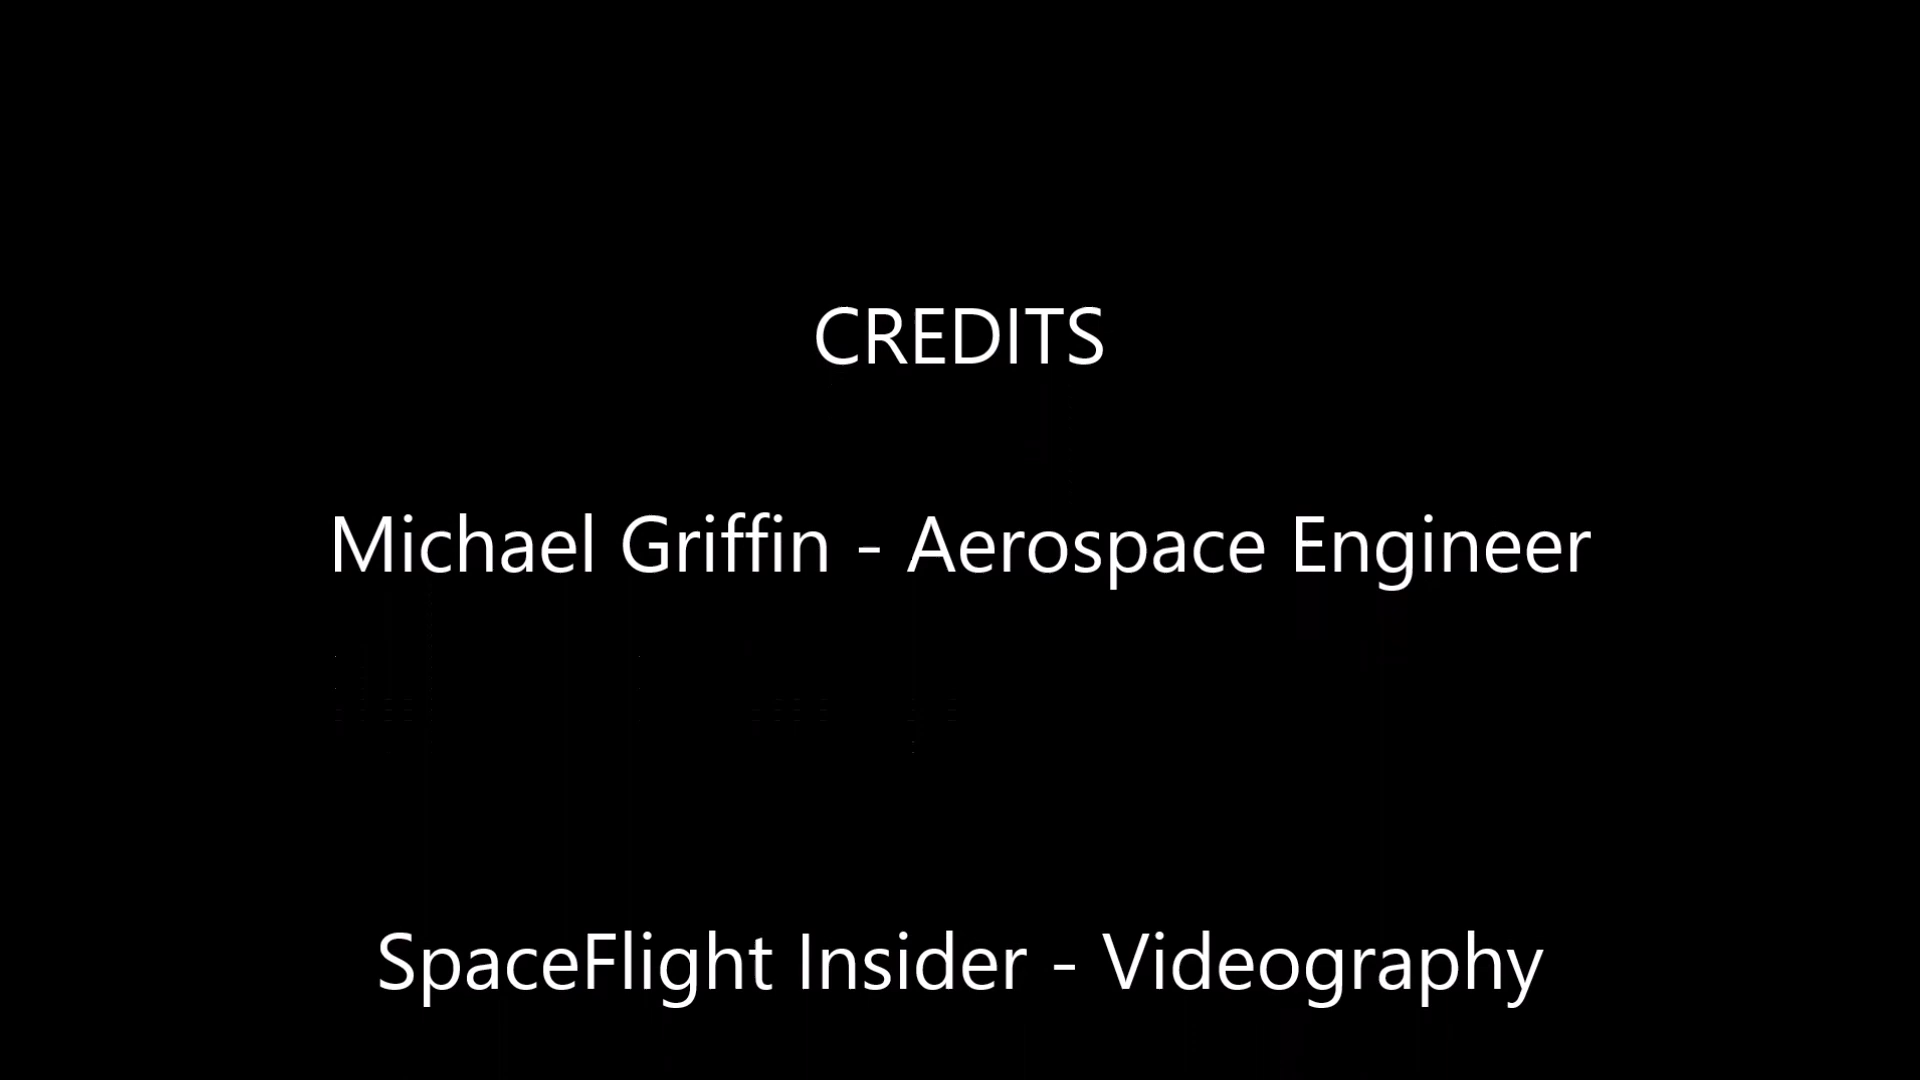 CREDITS
Michael Griffin - Aerospace Engineer
SpaceFlight Insider - Videography